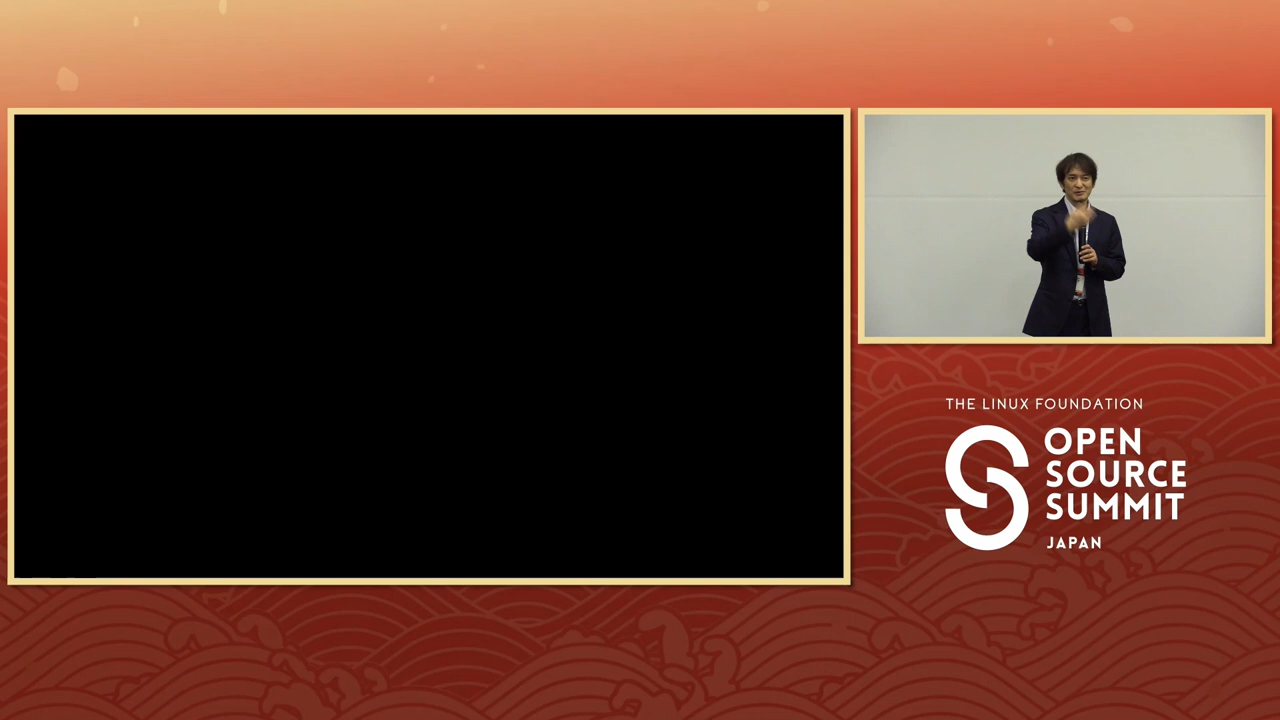 THE LINUX FOUNDATION
OPEN
SOURCE
SUMMIT
JAPAN